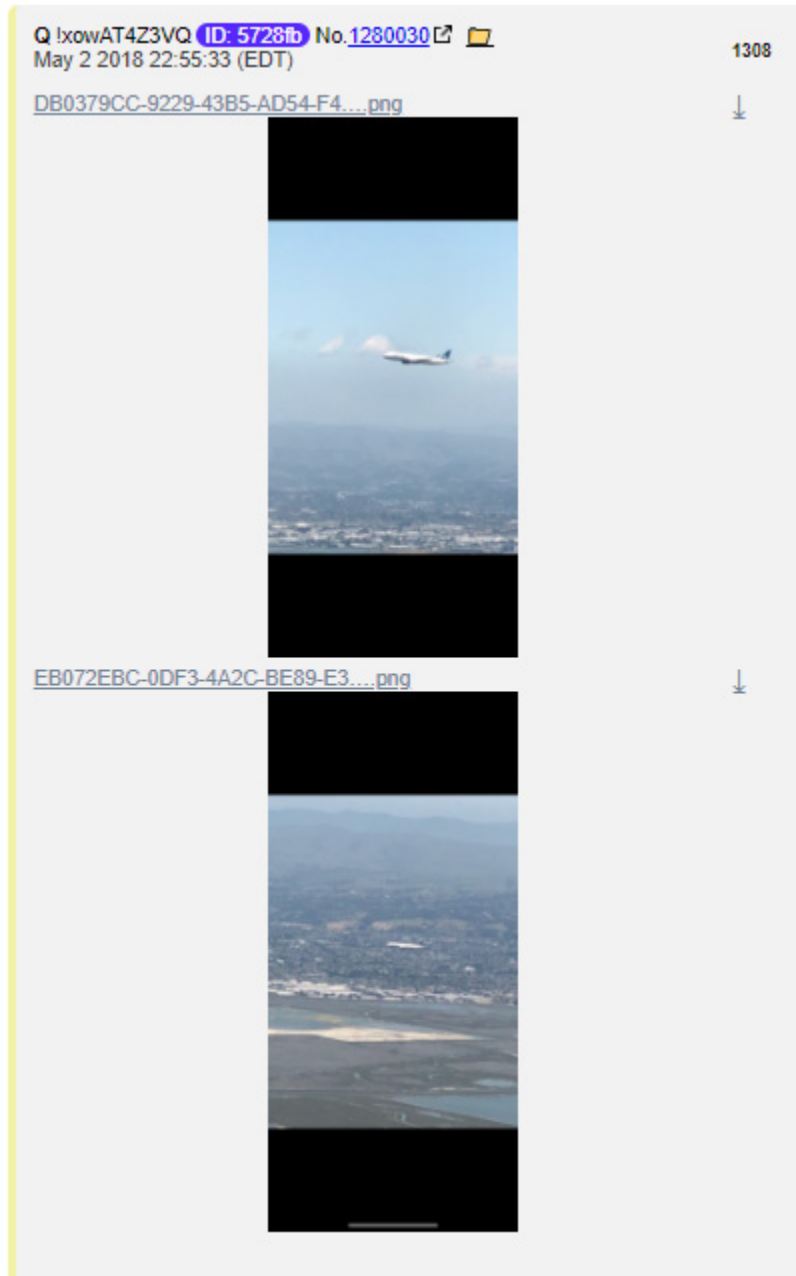 Q !xowAT4Z3VQ ID: 5728fb No.1280030
May 2 2018 22:55:33 (EDT)
1308
DB0379CC-9229-43B5-AD54-F4….png
EB072EBC-0DF3-4A2C-BE89-E3….png